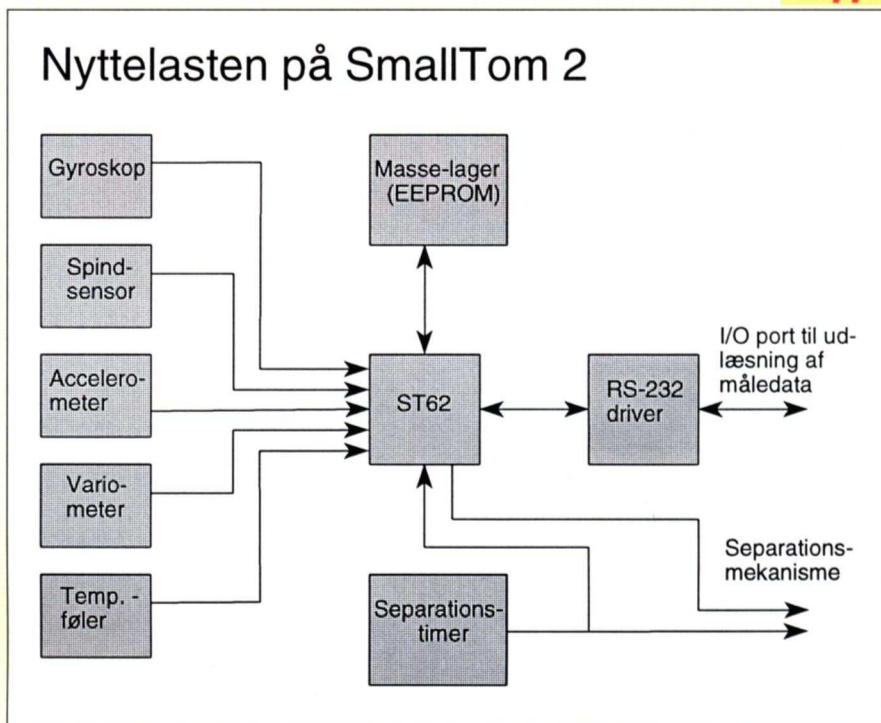 Nyttelasten på SmallTom 2
Gyroskop
Spind-
sensor
Accelero-
meter
Vario-
meter
Temp. -
føler
Masse-lager
(EEPROM)
ST62
Separations-
timer
RS-232
driver
I/O port til ud-
læsning af
måledata
Separations-
mekanisme